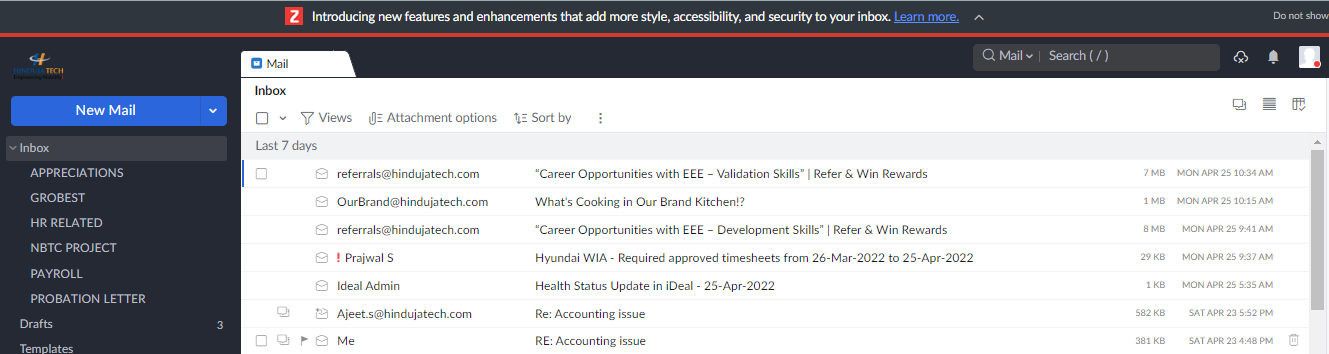 Z Introducing new features and enhancements that add more style, accessibility, and security to your inbox. Learn more. Do not show
HINDUJA TECH
Mail
Mail Search ( / )
New Mail
Inbox
Views Attachment options Sort by
Last 7 days
Inbox
APPRECIATIONS
GROBEST
HR RELATED
NBTC PROJECT
PAYROLL
PROBATION LETTER
Drafts 3
Templates
referrals@hindujatech.com “Career Opportunities with EEE – Validation Skills” | Refer & Win Rewards 7 MB MON APR 25 10:34 AM
OurBrand@hindujatech.com What's Cooking in Our Brand Kitchen!? 1 MB MON APR 25 10:15 AM
referrals@hindujatech.com “Career Opportunities with EEE – Development Skills” | Refer & Win Rewards 8 MB MON APR 25 9:41 AM
! Prajwal S Hyundai WIA - Required approved timesheets from 26-Mar-2022 to 25-Apr-2022 29 KB MON APR 25 9:37 AM
Ideal Admin Health Status Update in iDeal - 25-Apr-2022 1 KB MON APR 25 5:35 AM
Ajeet.s@hindujatech.com Re: Accounting issue 582 KB SAT APR 23 5:52 PM
Me RE: Accounting issue 381 KB SAT APR 23 4:48 PM